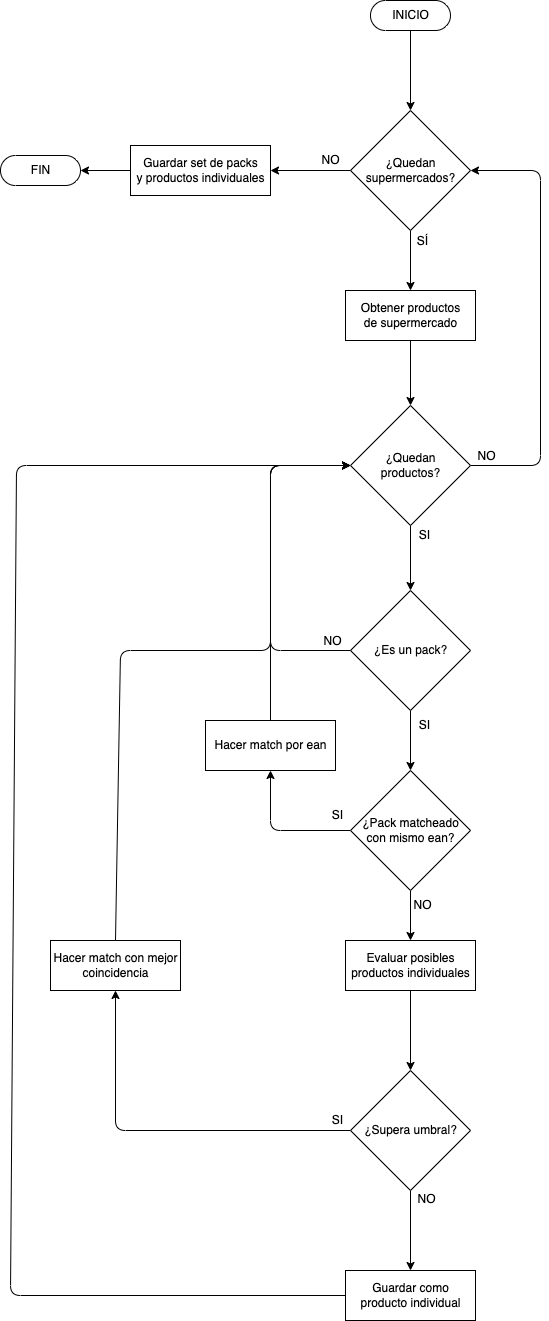 INICIO
¿Quedan
supermercados?
NO
Guardar set de packs
y productos individuales
FIN
SÍ
Obtener productos
de supermercado
¿Quedan
productos?
NO
SI
¿Es un pack?
NO
SI
Hacer match por ean
¿Pack matcheado
con mismo ean?
SI
NO
Evaluar posibles
productos individuales
Hacer match con mejor
coincidencia
¿Supera umbral?
SI
NO
Guardar como
producto individual